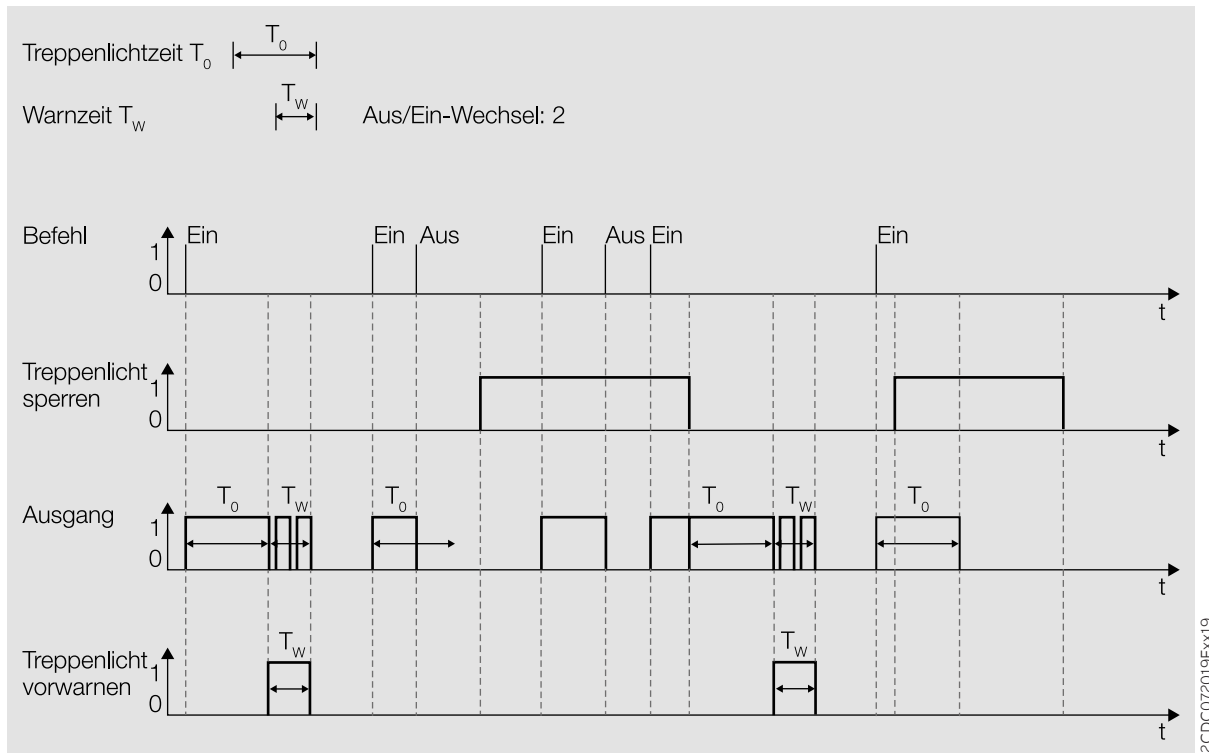 Treppenlichtzeit T0 T0
Warnzeit TW TW Aus/Ein-Wechsel: 2
Befehl 1 Ein Ein Aus Ein Aus Ein Ein
0
t
Treppenlicht 1
sperren 0
t
Ausgang 1 T0 TW T0 T0 TW T0
0
t
Treppenlicht 1 TW TW
vorwarnen 0
t
2CDC072019Fxx19